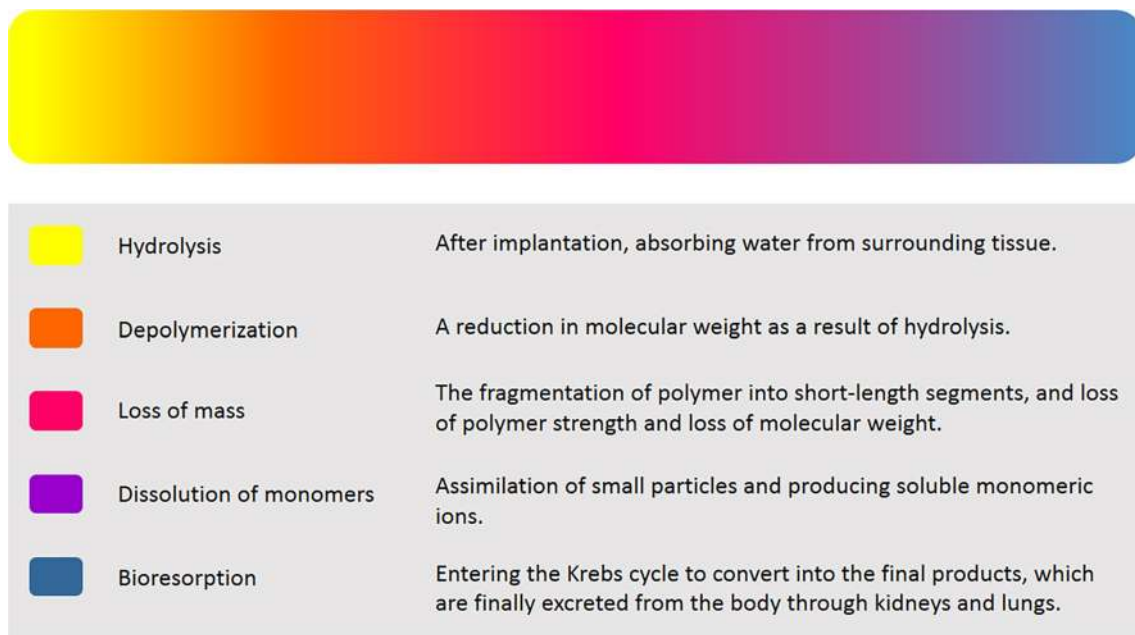 Hydrolysis
After implantation, absorbing water from surrounding tissue.
Depolymerization
A reduction in molecular weight as a result of hydrolysis.
Loss of mass
The fragmentation of polymer into short-length segments, and loss
of polymer strength and loss of molecular weight.
Dissolution of monomers
Assimilation of small particles and producing soluble monomeric
ions.
Bioresorption
Entering the Krebs cycle to convert into the final products, which
are finally excreted from the body through kidneys and lungs.